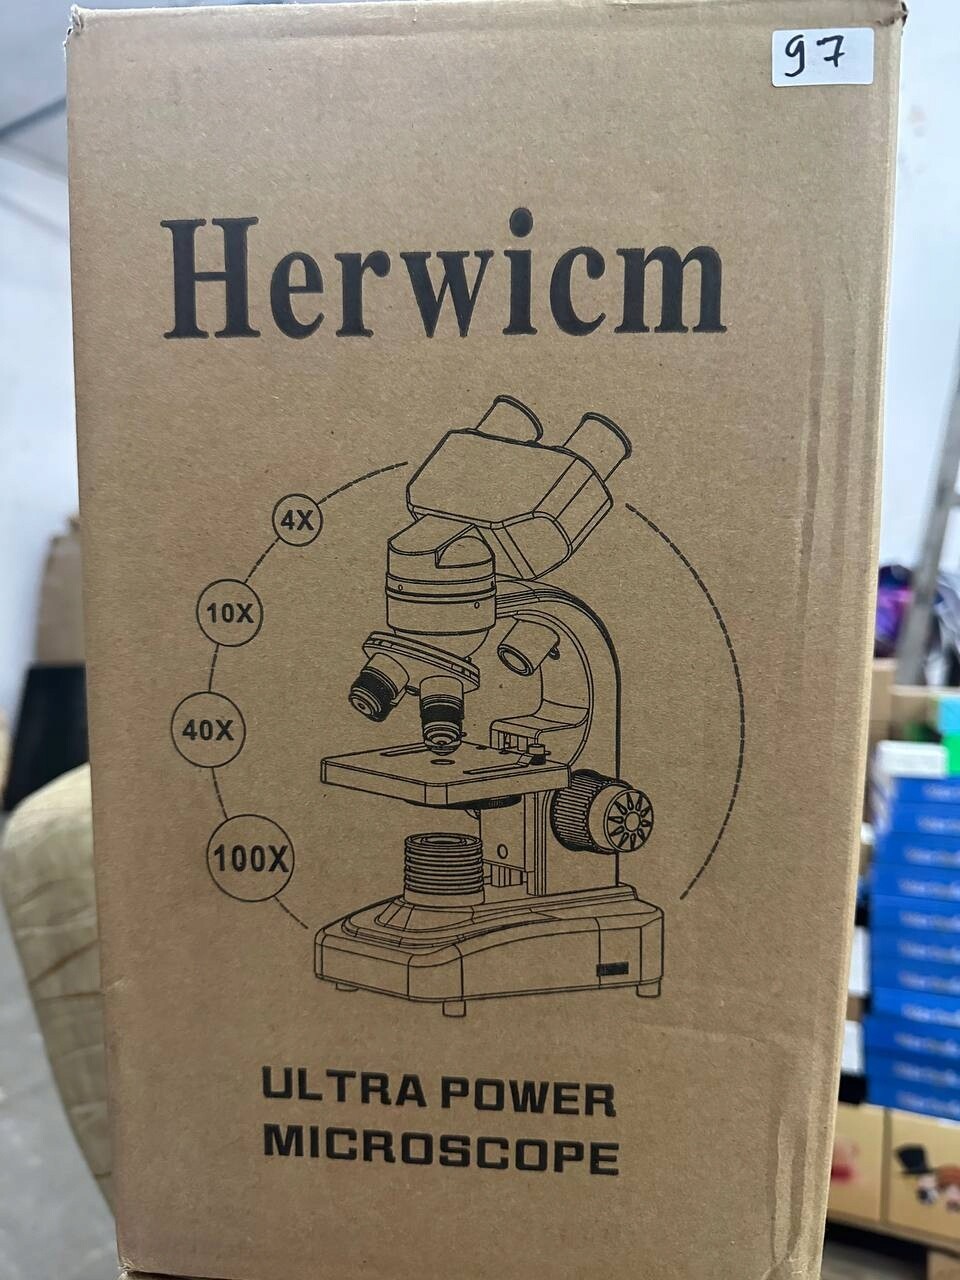 97
Herwicm
4X
10X
40X
100X
ULTRA POWER
MICROSCOPE